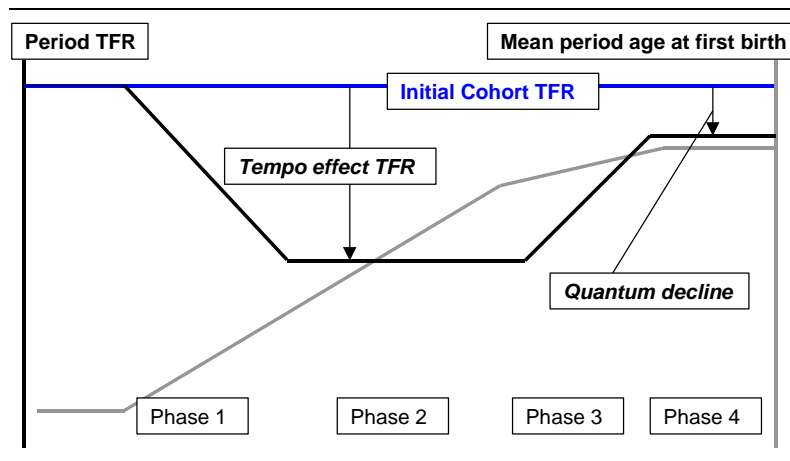 Period TFR
Mean period age at first birth
Initial Cohort TFR
Tempo effect TFR
Quantum decline
Phase 1
Phase 2
Phase 3
Phase 4